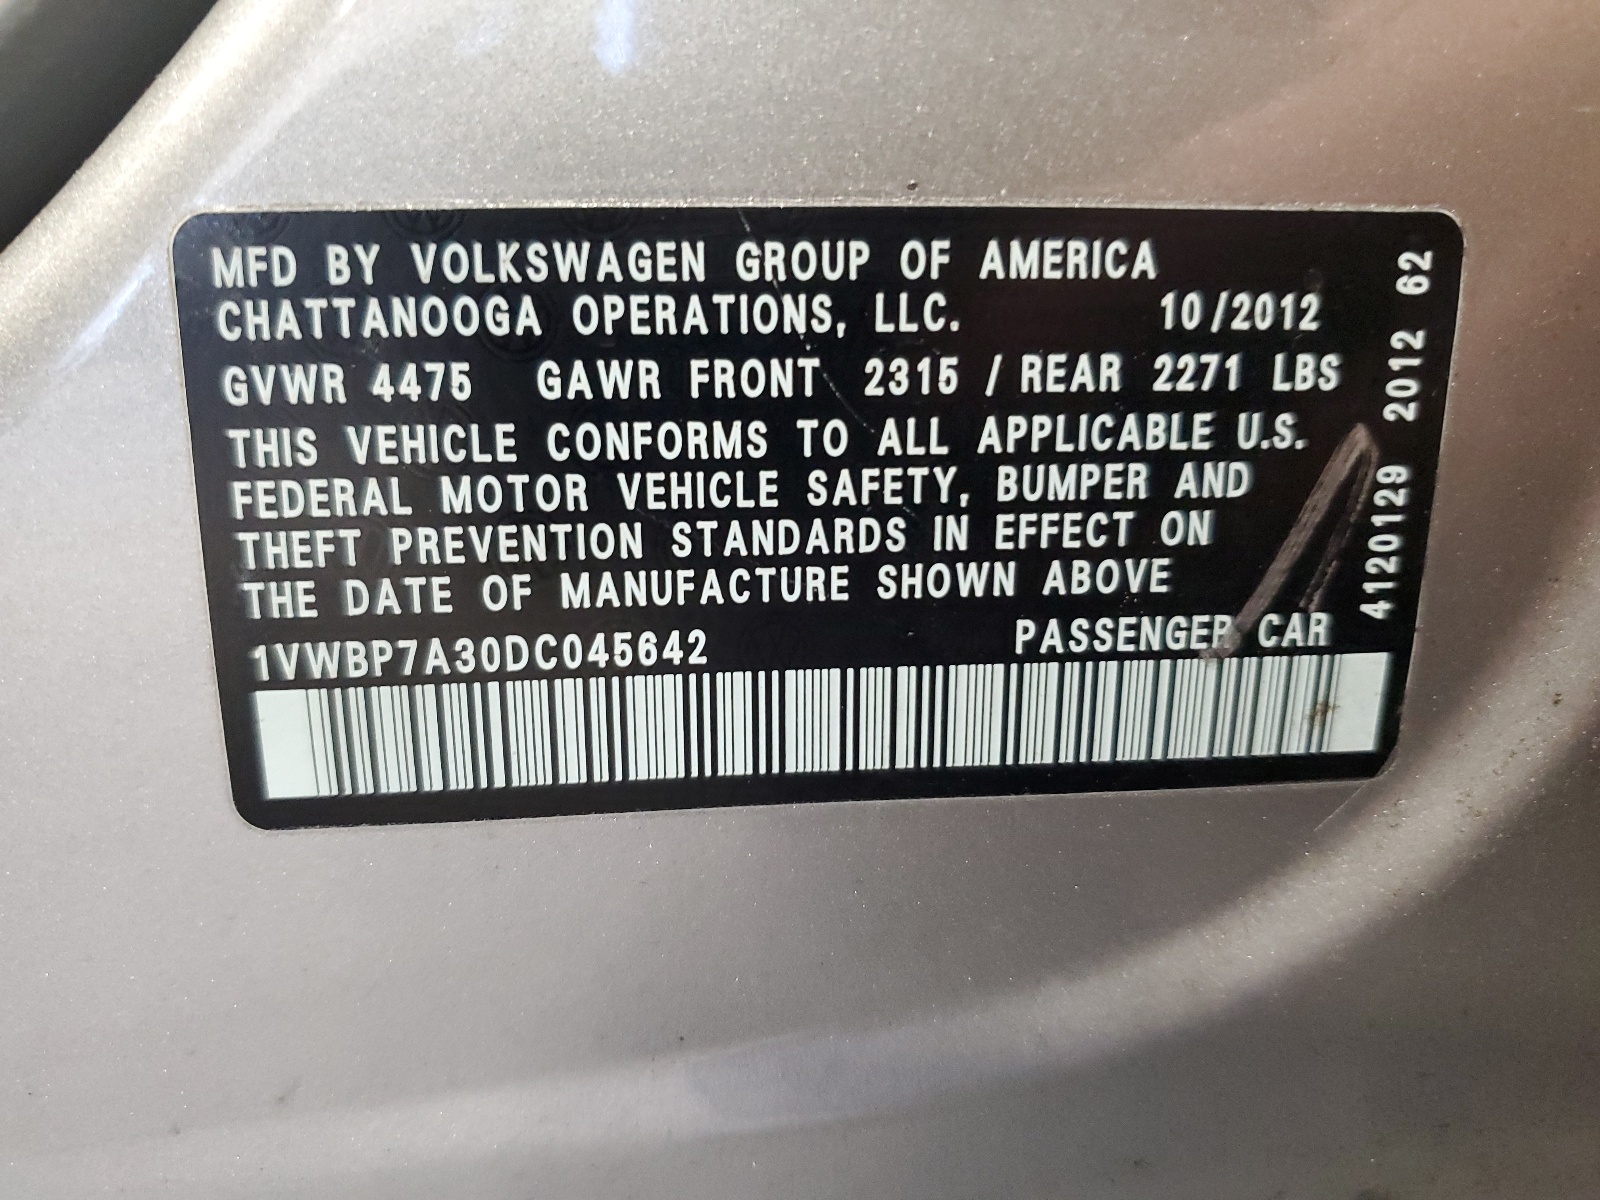 MFD BY VOLKSWAGEN GROUP OF AMERICA
CHATTANOOGA OPERATIONS, LLC. 10/2012
GVWR 4475 GAWR FRONT 2315 / REAR 2271 LBS
THIS VEHICLE CONFORMS TO ALL APPLICABLE U.S.
FEDERAL MOTOR VEHICLE SAFETY, BUMPER AND
THEFT PREVENTION STANDARDS IN EFFECT ON
THE DATE OF MANUFACTURE SHOWN ABOVE
1VWBP7A30DC045642 PASSENGER CAR
4120129 2012 62